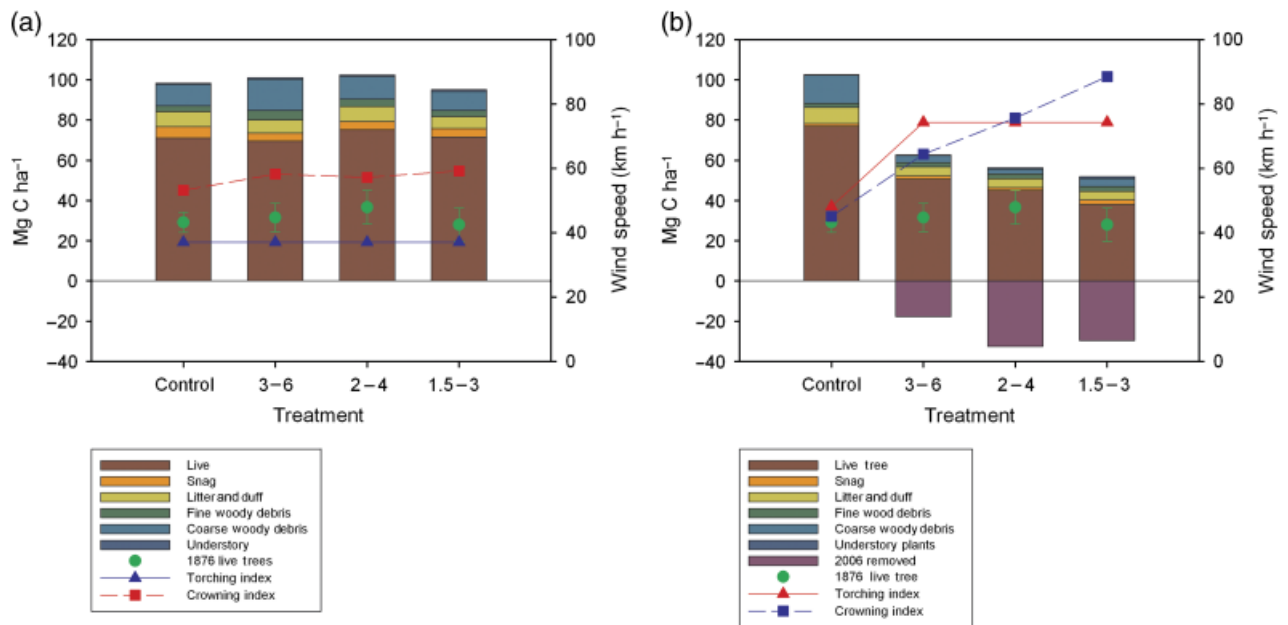 (a)
120
100
80
60
40
20
0
–20
–40
Mg C ha⁻¹
100
80
60
40
20
0
Wind speed (km h⁻¹)
Control
3–6
2–4
1.5–3
Treatment
Live
Snag
Litter and duff
Fine woody debris
Coarse woody debris
Understory
1876 live trees
Torching index
Crowning index
(b)
120
100
80
60
40
20
0
–20
–40
Mg C ha⁻¹
100
80
60
40
20
0
Wind speed (km h⁻¹)
Control
3–6
2–4
1.5–3
Treatment
Live tree
Snag
Litter and duff
Fine wood debris
Coarse woody debris
Understory plants
2006 removed
1876 live tree
Torching index
Crowning index